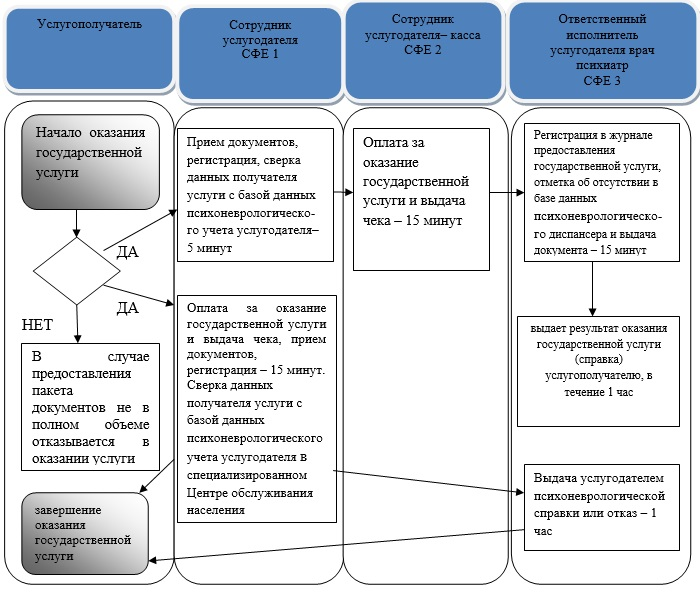 Услугополучатель
Сотрудник
услугодателя
СФЕ 1
Сотрудник
услугодателя– касса
СФЕ 2
Ответственный
исполнитель
услугодателя врач
психиатр
СФЕ 3
Начало оказания
государственной
услуги
ДА
ДА
НЕТ
В случае
предоставления
пакета
документов не в
полном объеме
отказывается в
оказании услуги
завершение
оказания
государственной
услуги
Прием документов,
регистрация, сверка
данных получателя
услуги с базой данных
психоневрологическо-
го учета услугодателя–
5 минут
Оплата за оказание
государственной услуги
и выдача чека, прием
документов,
регистрация – 15 минут.
Сверка данных
получателя услуги с
базой данных
психоневрологического
учета услугодателя в
специализированном
Центре обслуживания
населения
Оплата за
оказание
государственной
услуги и выдача
чека – 15 минут
Регистрация в журнале
предоставления
государственной услуги,
отметка об отсутствии в
базе данных
психоневрологическо-
го диспансера и выдача
документа – 15 минут
выдает результат оказания
государственной услуги
(справка)
услугополучателю, в
течение 1 час
Выдача услугодателем
психоневрологической
справки или отказ – 1
час